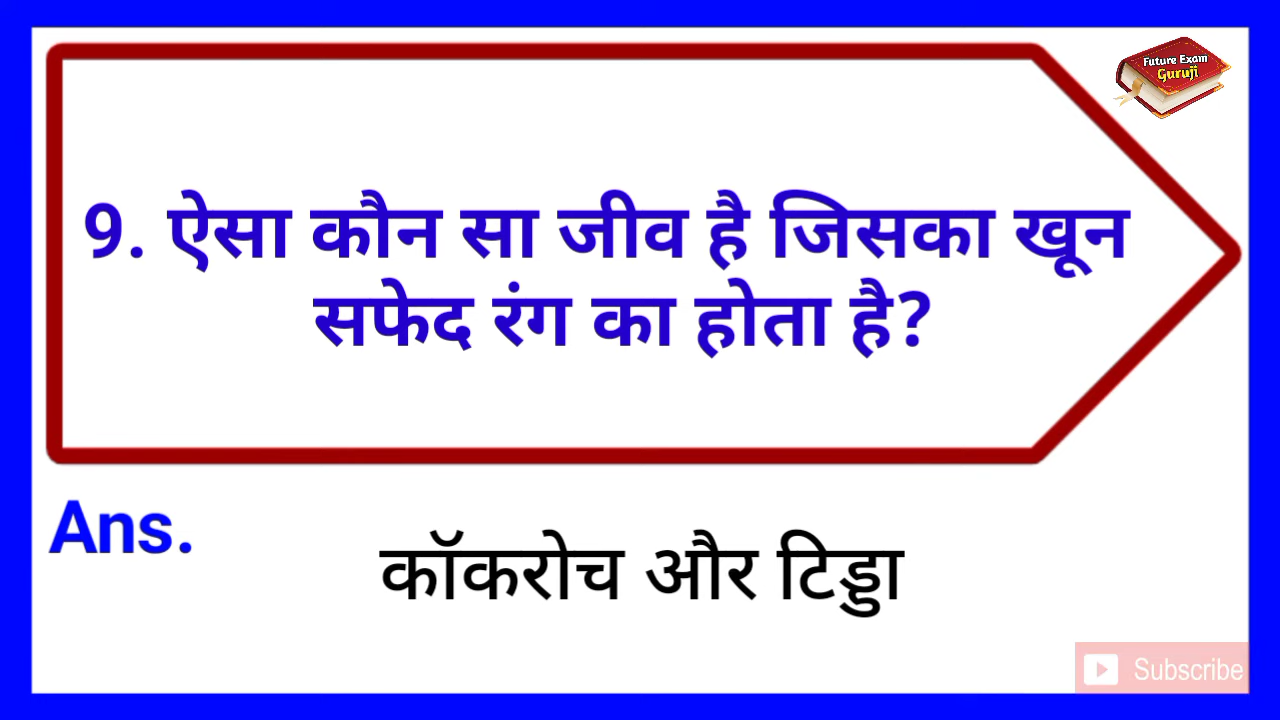 Future Exam
Guruji
9. ऐसा कौन सा जीव है जिसका खून
सफेद रंग का होता है?
Ans.
कॉकरोच और टिड्डा
Subscribe